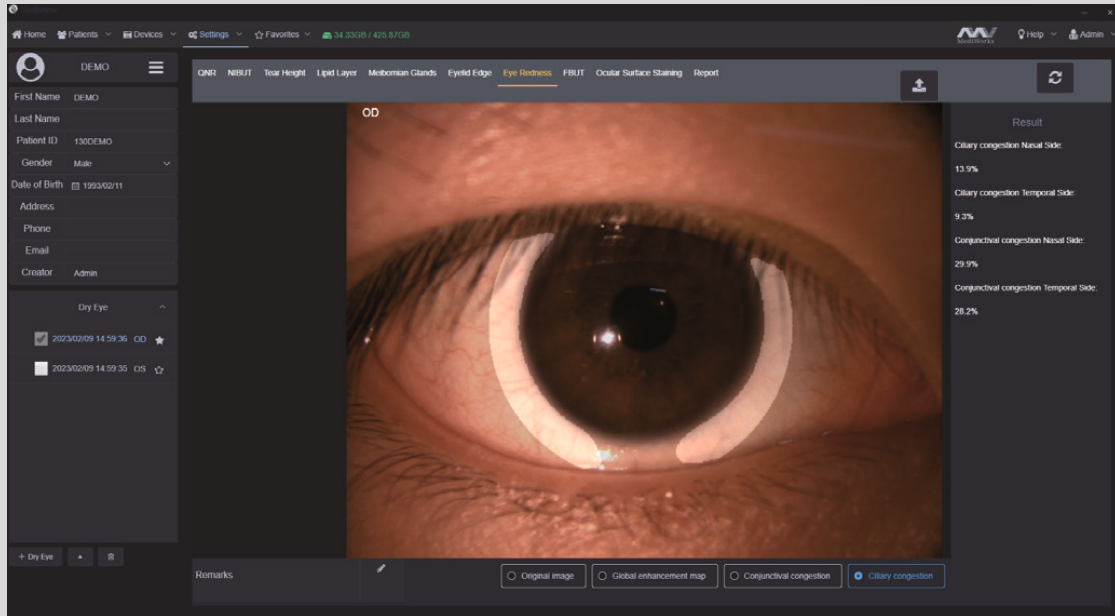 Home Patients Devices Settings Favorites 34.33GB / 425.87GB MediWorks Help Admin
DEMO
QNR NIBUT Tear Height Lipid Layer Meibomian Glands Eyelid Edge Eye Redness FBUT Ocular Surface Staining Report
First Name DEMO
Last Name
Patient ID 130DEMO
Gender Male
Date of Birth 1993/02/11
Address
Phone
Email
Creator Admin
Dry Eye
2023/02/09 14:59:36 OD
2023/02/09 14:59:35 OS
+ Dry Eye
OD
Result
Ciliary congestion Nasal Side:
13.9%
Ciliary congestion Temporal Side:
9.3%
Conjunctival congestion Nasal Side:
29.9%
Conjunctival congestion Temporal Side:
28.2%
Remarks
Original image Global enhancement map Conjunctival congestion Ciliary congestion